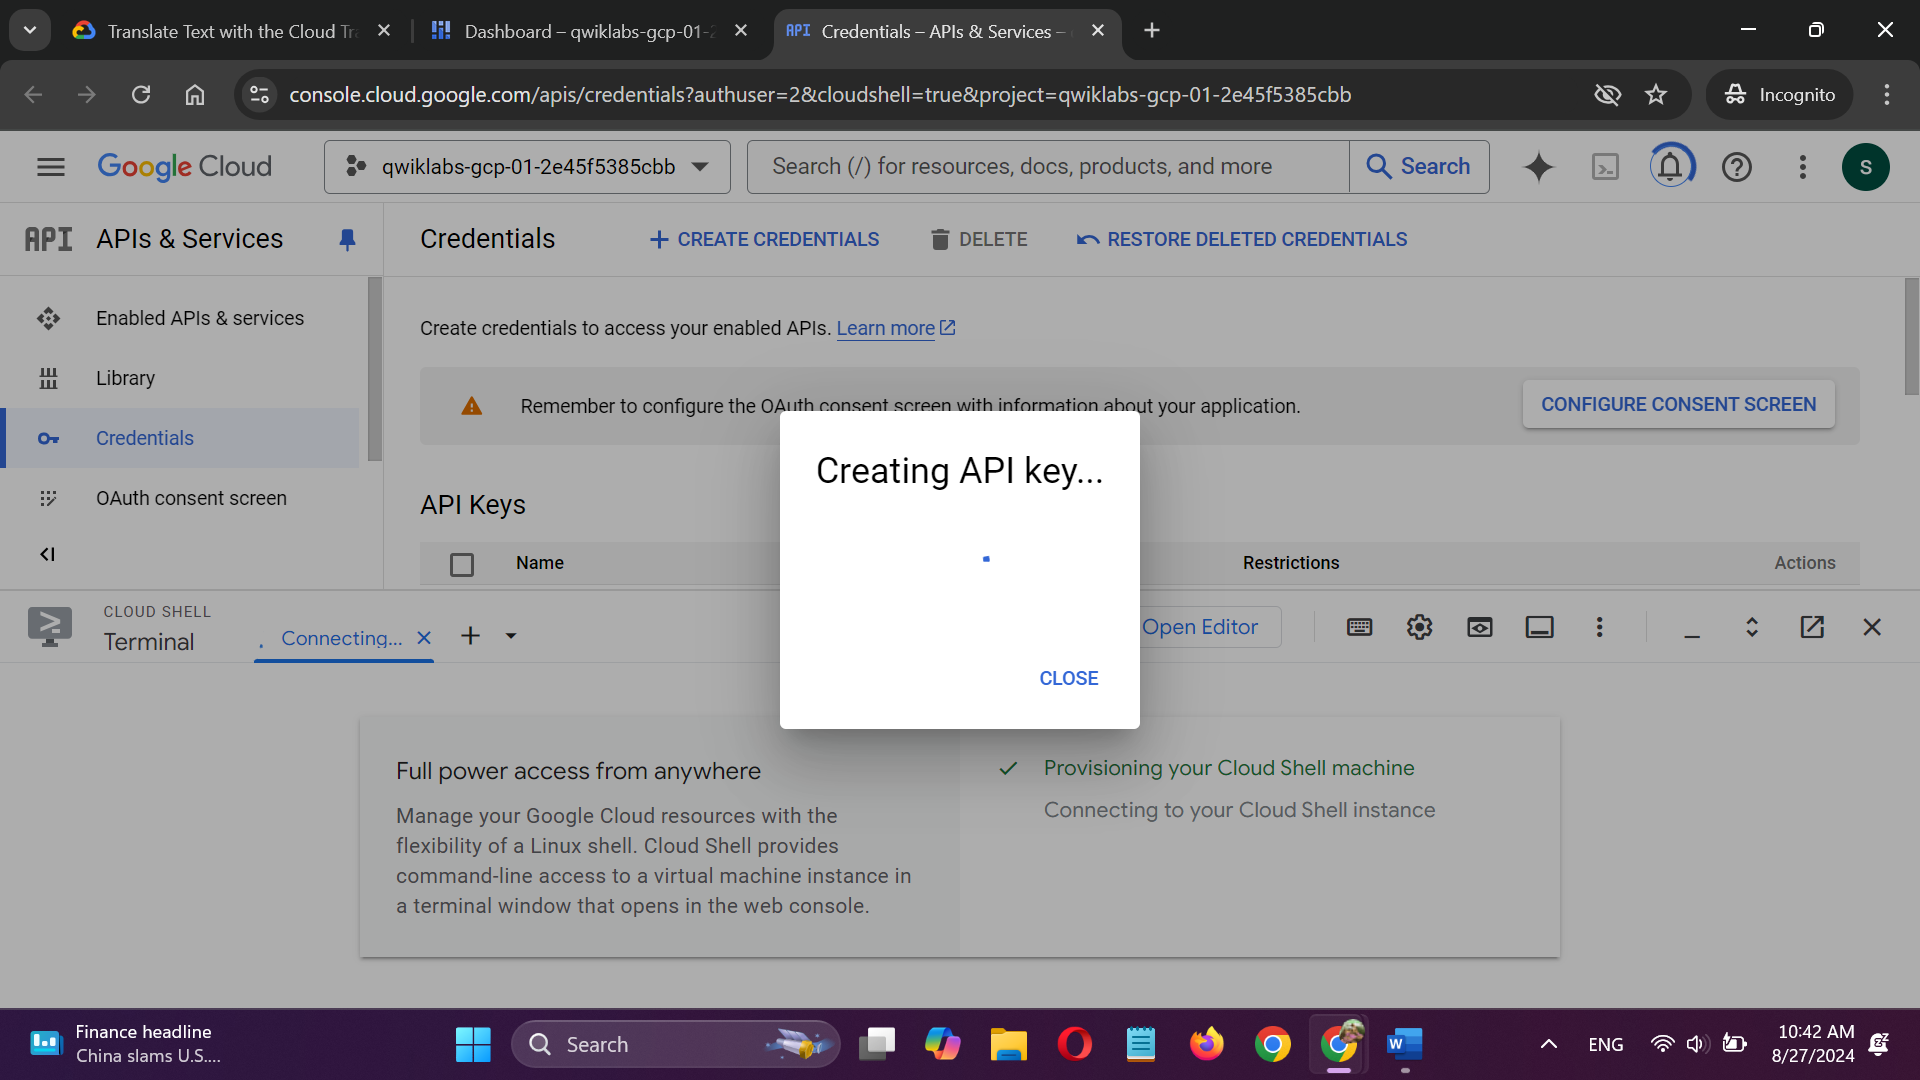 Translate Text with the Cloud Tr
Dashboard – qwiklabs-gcp-01-2
API Credentials – APIs & Services –
console.cloud.google.com/apis/credentials?authuser=2&cloudshell=true&project=qwiklabs-gcp-01-2e45f5385cbb
Incognito
Google Cloud
qwiklabs-gcp-01-2e45f5385cbb
Search (/) for resources, docs, products, and more
Search
S
API APIs & Services
Credentials
CREATE CREDENTIALS
DELETE
RESTORE DELETED CREDENTIALS
Enabled APIs & services
Library
Credentials
OAuth consent screen
Create credentials to access your enabled APIs. Learn more
Remember to configure the OAuth consent screen with information about your application.
CONFIGURE CONSENT SCREEN
API Keys
Name
Restrictions
Actions
Creating API key...
CLOSE
CLOUD SHELL
Terminal
Connecting...
Open Editor
Full power access from anywhere
Manage your Google Cloud resources with the
flexibility of a Linux shell. Cloud Shell provides
command-line access to a virtual machine instance in
a terminal window that opens in the web console.
Provisioning your Cloud Shell machine
Connecting to your Cloud Shell instance
Finance headline
China slams U.S....
Search
W
ENG
10:42 AM
8/27/2024